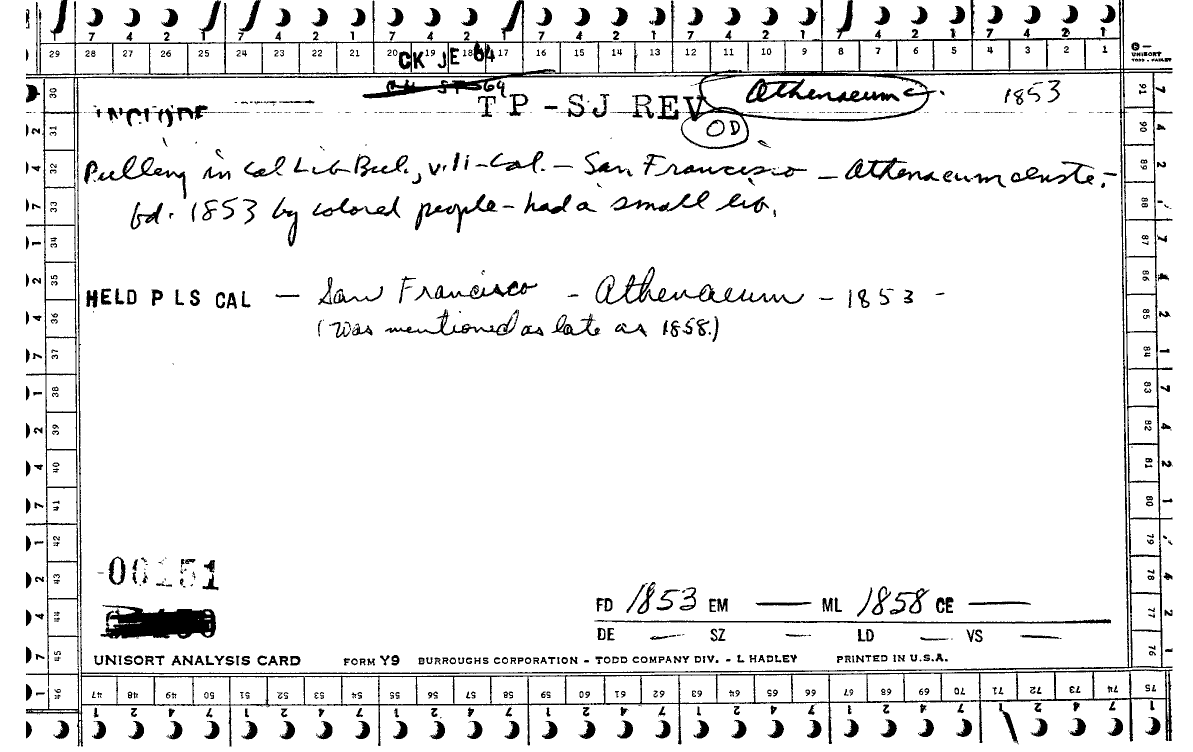 7 4 2 1 7 4 2 1 7 4 2 1 7 4 2 1 7 4 2 1 7 4 2 1 7 4 2 1
29 28 27 26 25 24 23 22 21 20 19 18 17 16 15 14 13 12 11 10 9 8 7 6 5 4 3 2 1
UNISORT
TODD - HADLEY
CK JE 64
INCLUDE TP-SJ REV Athenaeum 1853
OD
Pulling in Cal Lib Bul., v.11-Cal. - San Francisco - Athenaeum
fd. 1853 by colored people - had a small lib.
HELD P LS CAL - San Francisco - Athenaeum - 1853 -
(Was mentioned as late as 1858.)
30 31 32 33 34 35 36 37 38 39 40 41 42 43 44 45 46
91 90 89 88 87 86 85 84 83 82 81 80 79 78 77 76 75
-00151
FD 1853 EM — ML 1858 CE —
DE — SZ — LD — VS —
UNISORT ANALYSIS CARD FORM Y9 BURROUGHS CORPORATION - TODD COMPANY DIV. - L HADLEY PRINTED IN U.S.A.
47 48 49 50 51 52 53 54 55 56 57 58 59 60 61 62 63 64 65 66 67 68 69 70 71 72 73 74
1 2 4 7 1 2 4 7 1 2 4 7 1 2 4 7 1 2 4 7 1 2 4 7 1 2 4 7